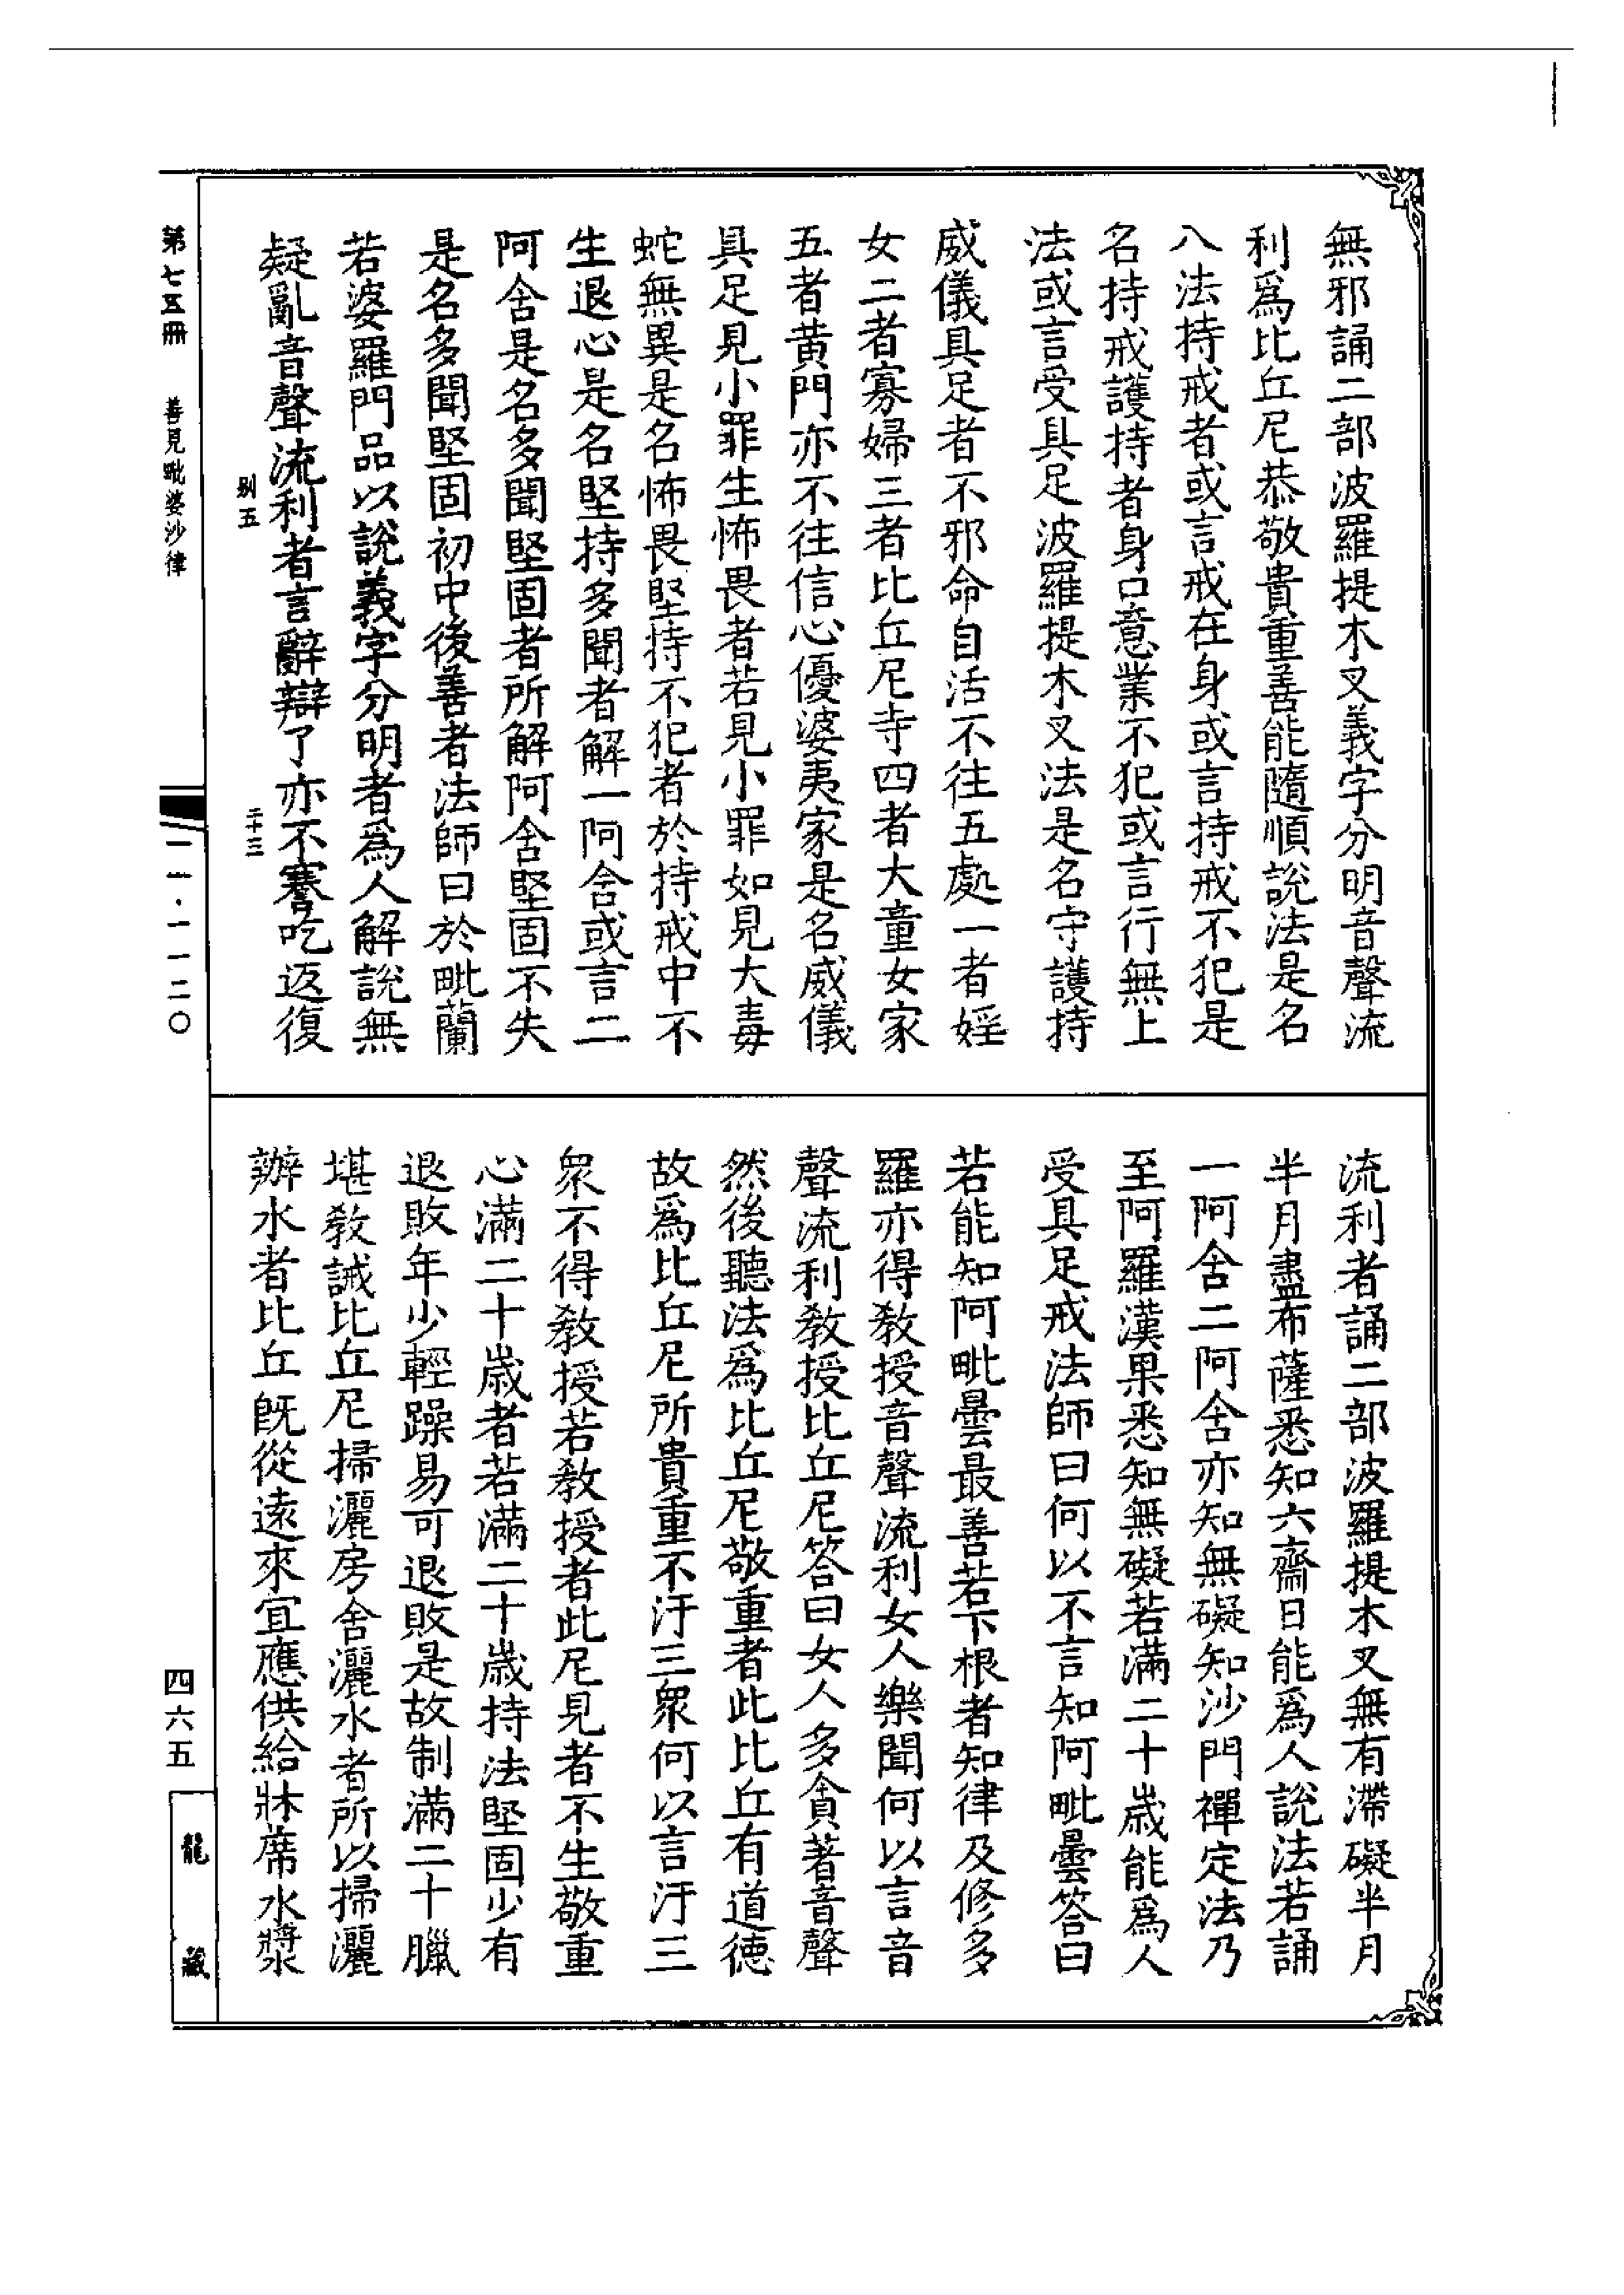 無邪誦二部波羅提木叉義字分明音聲流
利爲比丘尼恭敬貴重善能隨順說法是名
八法持戒者或言戒在身或言持戒不犯是
名持戒護持者身口意業不犯或言行無上
法或言受具足波羅提木叉法是名守護持
威儀具足者不邪命自活不往五處一者婬
女二者寡婦三者比丘尼寺四者大童女家
五者黃門亦不往信心優婆夷家是名威儀
具足見小罪生怖畏者若見小罪如見大毒
蛇無異是名怖畏堅持不犯者於持戒中不
生退心是名堅持多聞者解一阿含或言二
阿含是名多聞堅固者所解阿含堅固不失
是名多聞堅固初中後善者法師曰於毗蘭
若婆羅門品以說義字分明者爲人解說無
疑亂音聲流利者言辭辯了亦不謇吃返復
別五
二十三
流利者誦二部波羅提木叉無有滯礙半月
半月盡布薩悉知六齋日能爲人說法若誦
一阿含二阿含亦知無礙知沙門禪定法乃
至阿羅漢果悉知無礙若滿二十歲能爲人
受具足戒法師曰何以不言知阿毗曇答曰
若能知阿毗曇最善若下根者知律及修多
羅亦得教授音聲流利女人樂聞何以言音
聲流利教授比丘尼答曰女人多貪著音聲
然後聽法爲比丘尼敬重者此比丘有道德
故爲比丘尼所貴重不汙三眾何以言汙三
眾不得教授若教授者此尼見者不生敬重
心滿二十歲者若滿二十歲持法堅固少有
退敗年少輕躁易可退敗是故制滿二十臘
堪教誡比丘尼掃灑房舍灑水者所以掃灑
辦水者比丘既從遠來宜應供給牀席水漿
第七五冊
善見毗婆沙律
一一一·一一二〇
四六五
龍藏